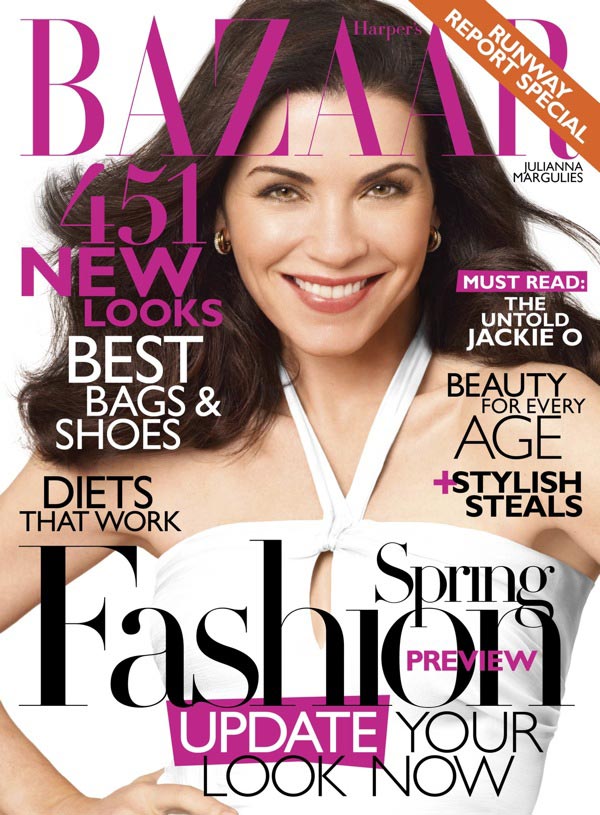 Harper's
BAZAAR
RUNWAY
REPORT SPECIAL
JULIANNA
MARGULIES
451
NEW
LOOKS
BEST
BAGS &
SHOES
DIETS
THAT WORK
MUST READ:
THE
UNTOLD
JACKIE O
BEAUTY
FOR EVERY
AGE
+STYLISH
STEALS
Spring
Fashion
PREVIEW
UPDATE YOUR
LOOK NOW